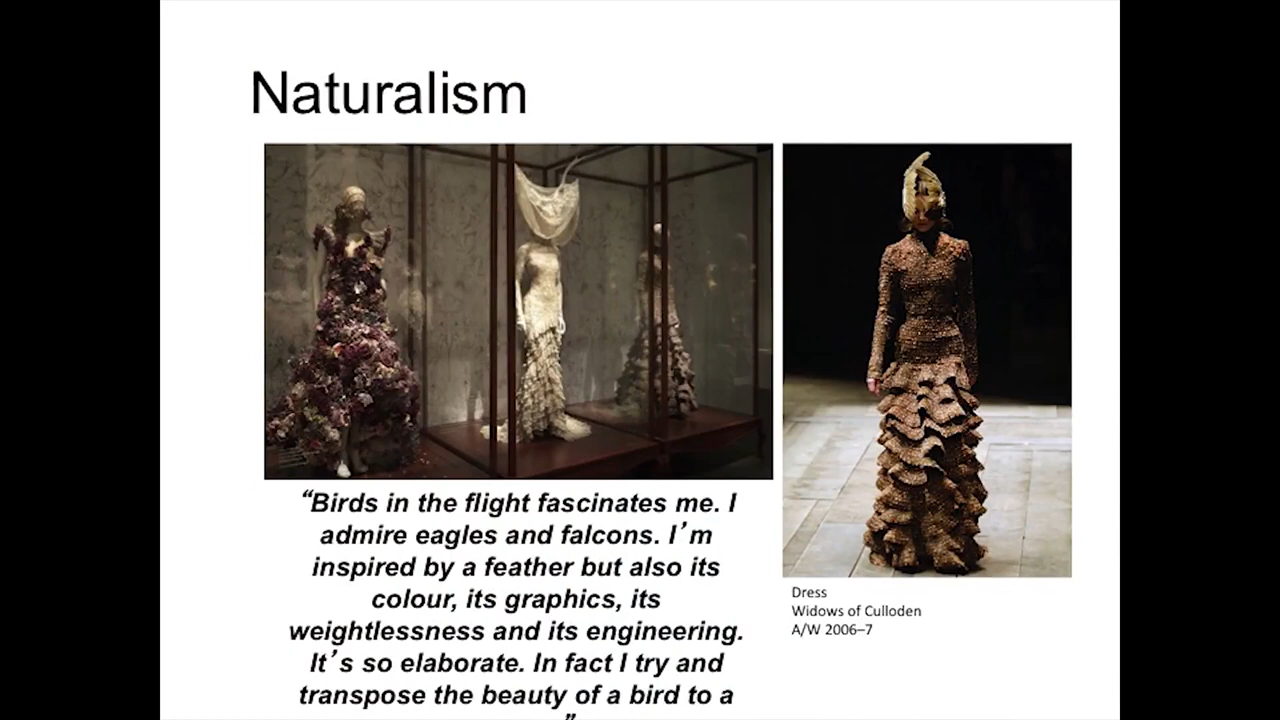 Naturalism
“Birds in the flight fascinates me. I
admire eagles and falcons. I’m
inspired by a feather but also its
colour, its graphics, its
weightlessness and its engineering.
It’s so elaborate. In fact I try and
transpose the beauty of a bird to a
”
Dress
Widows of Culloden
A/W 2006–7